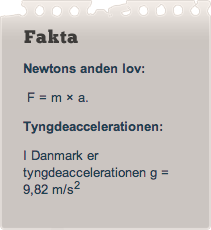 Fakta
Newtons anden lov:
F = m × a.
Tyngdeaccelerationen:
I Danmark er
tyngdeaccelerationen g =
9,82 m/s²